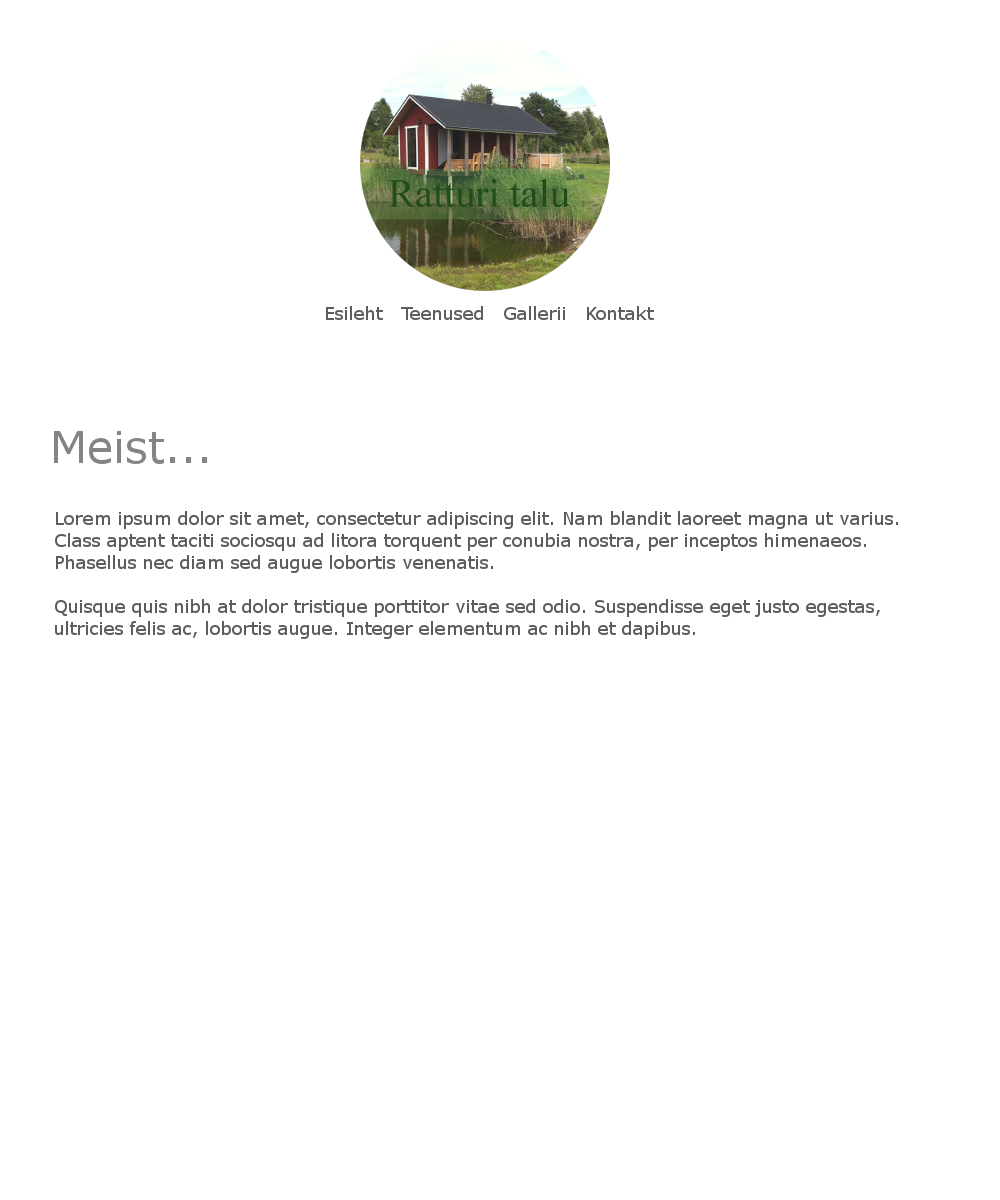 Ratturi talu
Esileht Teenused Gallerii Kontakt
Meist...
Lorem ipsum dolor sit amet, consectetur adipiscing elit. Nam blandit laoreet magna ut varius.
Class aptent taciti sociosqu ad litora torquent per conubia nostra, per inceptos himenaeos.
Phasellus nec diam sed augue lobortis venenatis.
Quisque quis nibh at dolor tristique porttitor vitae sed odio. Suspendisse eget justo egestas,
ultricies felis ac, lobortis augue. Integer elementum ac nibh et dapibus.